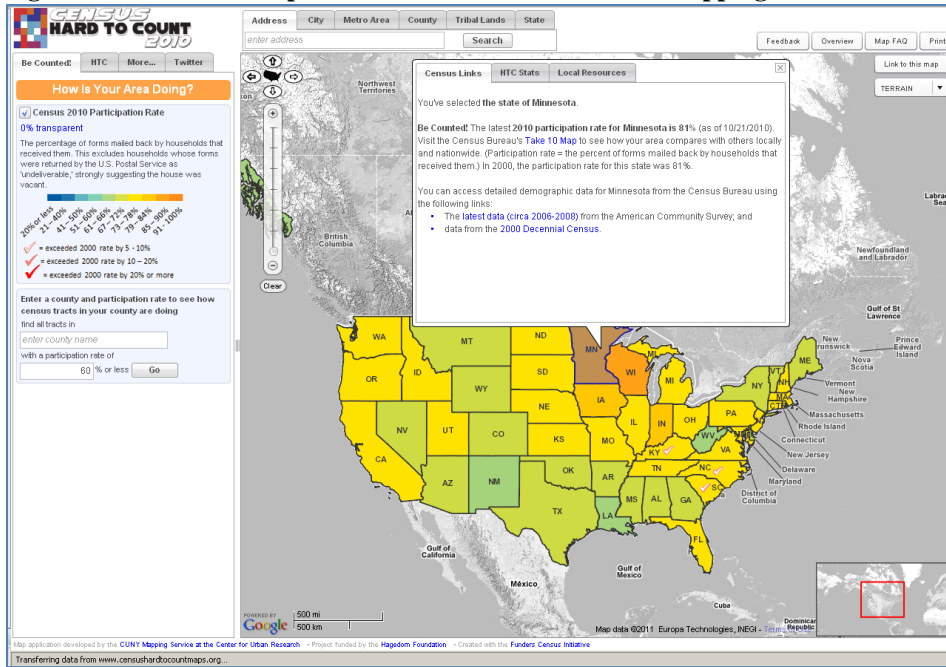 CENSUS
HARD TO COUNT
2010
Be Counted!
HTC
More...
Twitter
How Is Your Area Doing?
Census 2010 Participation Rate
0% transparent
The percentage of forms mailed back by households that
received them. This excludes households whose forms
were returned by the U.S. Postal Service as
'undeliverable,' strongly suggesting the house was
vacant.
20% or less
21 – 40%
41 – 50%
51 – 60%
61 – 66%
67 – 72%
73 – 78%
79 – 84%
85 – 90%
91 – 100%
= exceeded 2000 rate by 5 - 10%
= exceeded 2000 rate by 10 – 20%
= exceeded 2000 rate by 20% or more
Enter a county and participation rate to see how
census tracts in your county are doing
find all tracts in
enter county name
with a participation rate of
60 % or less Go
Address
City
Metro Area
County
Tribal Lands
State
enter address
Search
Feedback
Overview
Map FAQ
Print
Link to this map
TERRAIN
Clear
Census Links
HTC Stats
Local Resources
You've selected the state of Minnesota.
Be Counted! The latest 2010 participation rate for Minnesota is 81% (as of 10/21/2010).
Visit the Census Bureau's Take 10 Map to see how your area compares with others locally
and nationwide. (Participation rate = the percent of forms mailed back by households that
received them.) In 2000, the participation rate for this state was 81%.
You can access detailed demographic data for Minnesota from the Census Bureau using
the following links:
• The latest data (circa 2006-2008) from the American Community Survey; and
• data from the 2000 Decennial Census.
Northwest
Territories
British
Columbia
Newfoundland
and Labrador
Gulf of St
Lawrence
New
Prince
Edward
Island
Nova
Scotia
Vermont
New
Hampshire
Massachusetts
Rhode Island
Connecticut
New Jersey
Delaware
Maryland
District of
Columbia
WA
MT
ND
MN
OR
ID
SD
WI
MI
MI
WY
NE
IA
NY
VT
NH
ME
MA
CT
PA
NV
UT
CO
KS
MO
IL
IN
OH
WV
VA
KY
CA
AZ
NM
OK
AR
TN
NC
SC
TX
LA
MS
AL
GA
FL
Gulf of
California
Gulf of
Mexico
México
Cuba
Dominican
Republic
POWERED BY
Google
500 mi
500 km
Map data ©2011 Europa Technologies, INEGI -
Map application developed by the CUNY Mapping Service at the Center for Urban Research • Project funded by the Hagedorn Foundation • Created with the Funders Census Initiative
Transferring data from www.censushardtocountmaps.org...